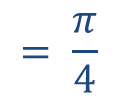 = π/4